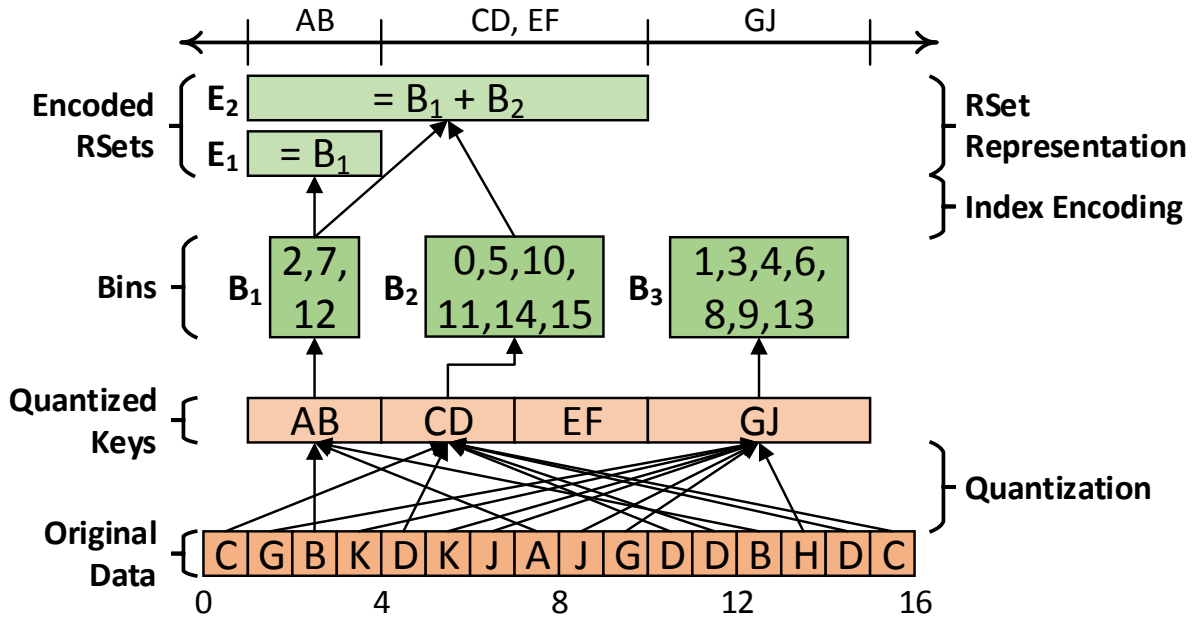 AB
CD, EF
GJ
Encoded
RSets
E₂
= B₁ + B₂
E₁
= B₁
RSet
Representation
Index Encoding
Bins
B₁
2,7,
12
B₂
0,5,10,
11,14,15
B₃
1,3,4,6,
8,9,13
Quantized
Keys
AB
CD
EF
GJ
Quantization
Original
Data
C G B K D K J A J G D D B H D C
0 4 8 12 16